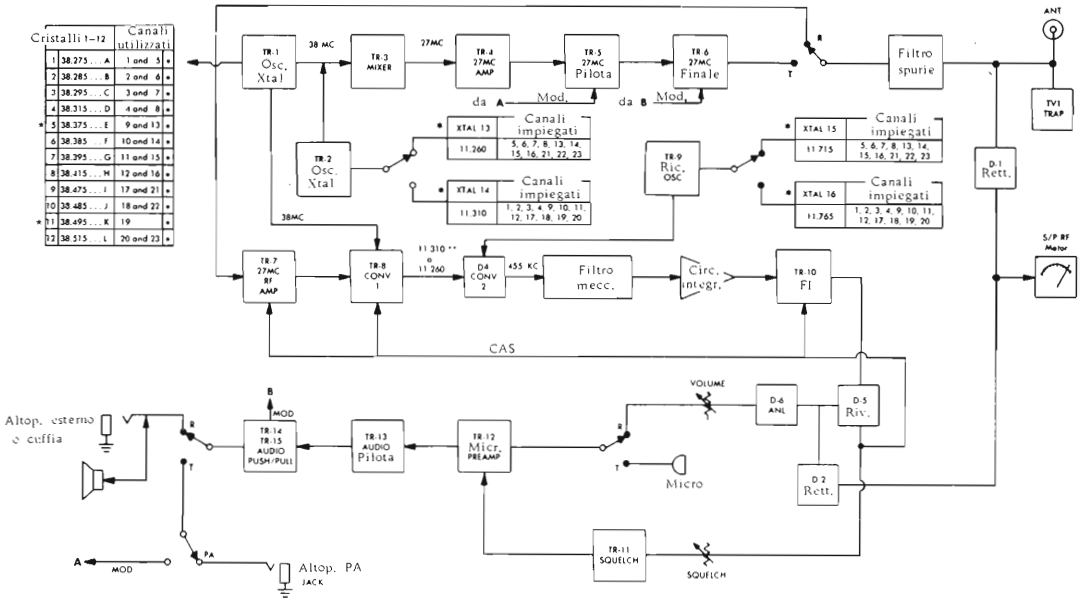 Cristalli 1-12 Canali utilizzati
1 38.275... A 1 and 5 *
2 38.285... B 2 and 6 *
3 38.295... C 3 and 7 *
4 38.315... D 4 and 8 *
* 5 38.375... E 9 and 13 *
6 38.385... F 10 and 14 *
7 38.395... G 11 and 15 *
8 38.415... H 12 and 16 *
9 38.475... I 17 and 21 *
10 38.485... J 18 and 22 *
* 11 38.495... K 19 *
12 38.515... L 20 and 23 *
TR-1
Osc.
Xtal
38 MC
TR-3
MIXER
27MC
TR-4
27MC
AMP
TR-5
27MC
Pilota
TR-6
27MC
Finale
da A Mod.
da B Mod.
R
T
Filtro
spurie
ANT
TV1
TRAP
TR-2
Osc.
Xtal
* XTAL 13 Canali
impiegati
11.260 5, 6, 7, 8, 13, 14,
15, 16, 21, 22, 23
* XTAL 14 Canali
impiegati
11.310 1, 2, 3, 4, 9, 10, 11,
12, 17, 18, 19, 20
TR-9
Ric.
OSC
* XTAL 15 Canali
impiegati
11.715 5, 6, 7, 8, 13, 14,
15, 16, 21, 22, 23
* XTAL 16 Canali
impiegati
11.765 1, 2, 3, 4, 9, 10, 11,
12, 17, 18, 19, 20
D-1
Rett.
38MC
TR-7
27MC
RF
AMP
TR-8
CONV
1
11.310 **
o
11.260
D4
CONV
2
455 KC
Filtro
mecc.
Circ.
integr.
TR-10
FI
S/P RF
Meter
CAS
Altop. esterno
o cuffia
R
T
B
MOD
TR-14
TR-15
AUDIO
PUSH/PULL
TR-13
AUDIO
Pilota
TR-12
Micr.
PREAMP
R
T
Micro
VOLUME
D-6
ANL
D-5
Riv.
D 2
Rett.
TR-11
SQUELCH
SQUELCH
A
MOD
PA
Altop. PA
JACK